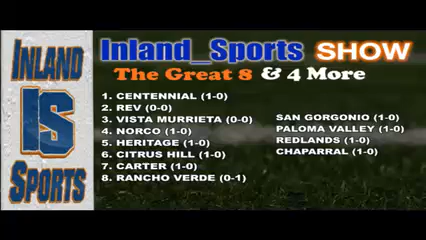 INLAND
IS
SPORTS
Inland_Sports SHOW
The Great 8 & 4 More
1. CENTENNIAL (1-0)
2. REV (0-0)
3. VISTA MURRIETA (0-0)
4. NORCO (1-0)
5. HERITAGE (1-0)
6. CITRUS HILL (1-0)
7. CARTER (1-0)
8. RANCHO VERDE (0-1)
SAN GORGONIO (1-0)
PALOMA VALLEY (1-0)
REDLANDS (1-0)
CHAPARRAL (1-0)